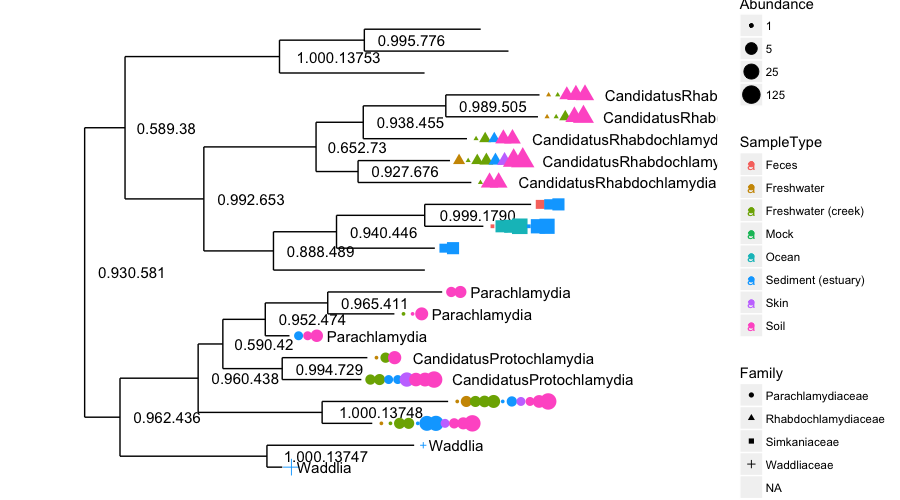 0.995.776
1.000.13753
CandidatusRhab
0.989.505
CandidatusRhab
0.938.455
0.589.38
CandidatusRhabdochlamyd
0.652.73
CandidatusRhabdochlamy
0.927.676
CandidatusRhabdochlamydia
0.992.653
0.999.1790
0.940.446
0.888.489
0.930.581
Parachlamydia
0.965.411
Parachlamydia
0.952.474
Parachlamydia
0.590.42
CandidatusProtochlamydia
0.994.729
0.960.438
CandidatusProtochlamydia
1.000.13748
0.962.436
Waddlia
1.000.13747
Waddlia
Abundance
1
5
25
125
SampleType
Feces
Freshwater
Freshwater (creek)
Mock
Ocean
Sediment (estuary)
Skin
Soil
Family
Parachlamydiaceae
Rhabdochlamydiaceae
Simkaniaceae
Waddliaceae
NA